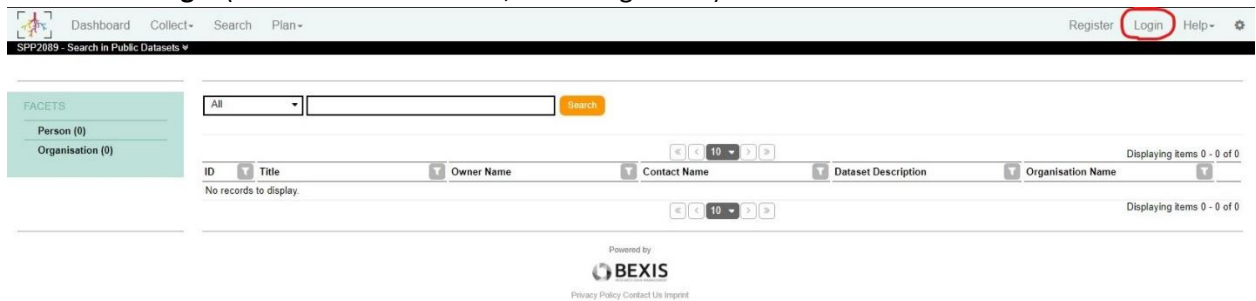 Dashboard Collect Search Plan Register Login Help
SPP2089 - Search in Public Datasets
FACETS
Person (0)
Organisation (0)
All Search
10
Displaying items 0 - 0 of 0
ID Title Owner Name Contact Name Dataset Description Organisation Name
No records to display.
10
Displaying items 0 - 0 of 0
Powered by
BEXIS
Privacy Policy Contact Us Imprint